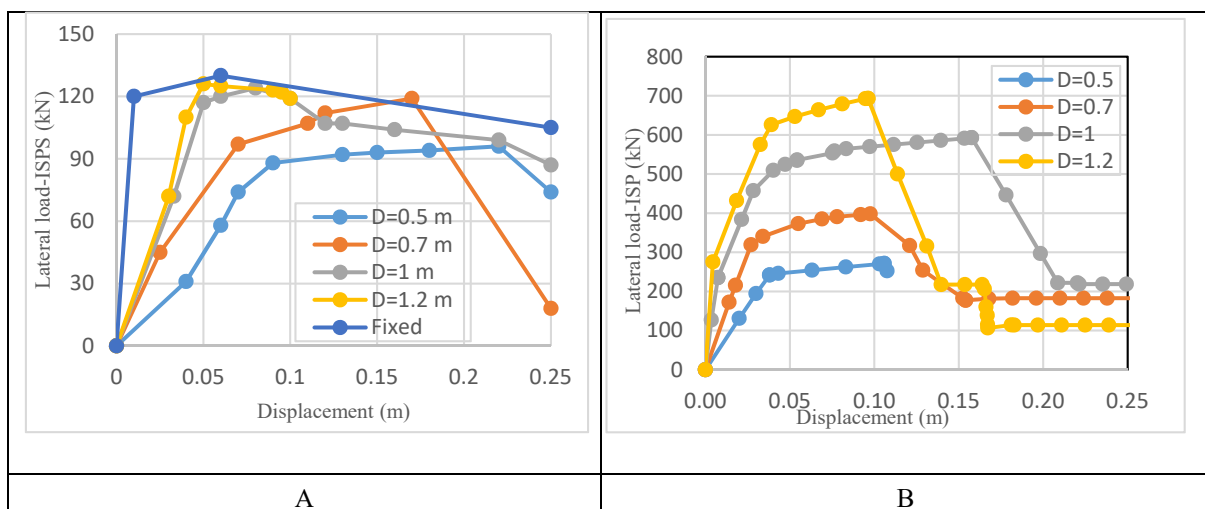 150
120
90
60
30
0
Lateral load-ISPS (kN)
0 0.05 0.1 0.15 0.2 0.25
Displacement (m)
D=0.5 m
D=0.7 m
D=1 m
D=1.2 m
Fixed
A
800
700
600
500
400
300
200
100
0
Lateral load-ISP (kN)
0.00 0.05 0.10 0.15 0.20 0.25
Displacement (m)
D=0.5
D=0.7
D=1
D=1.2
B